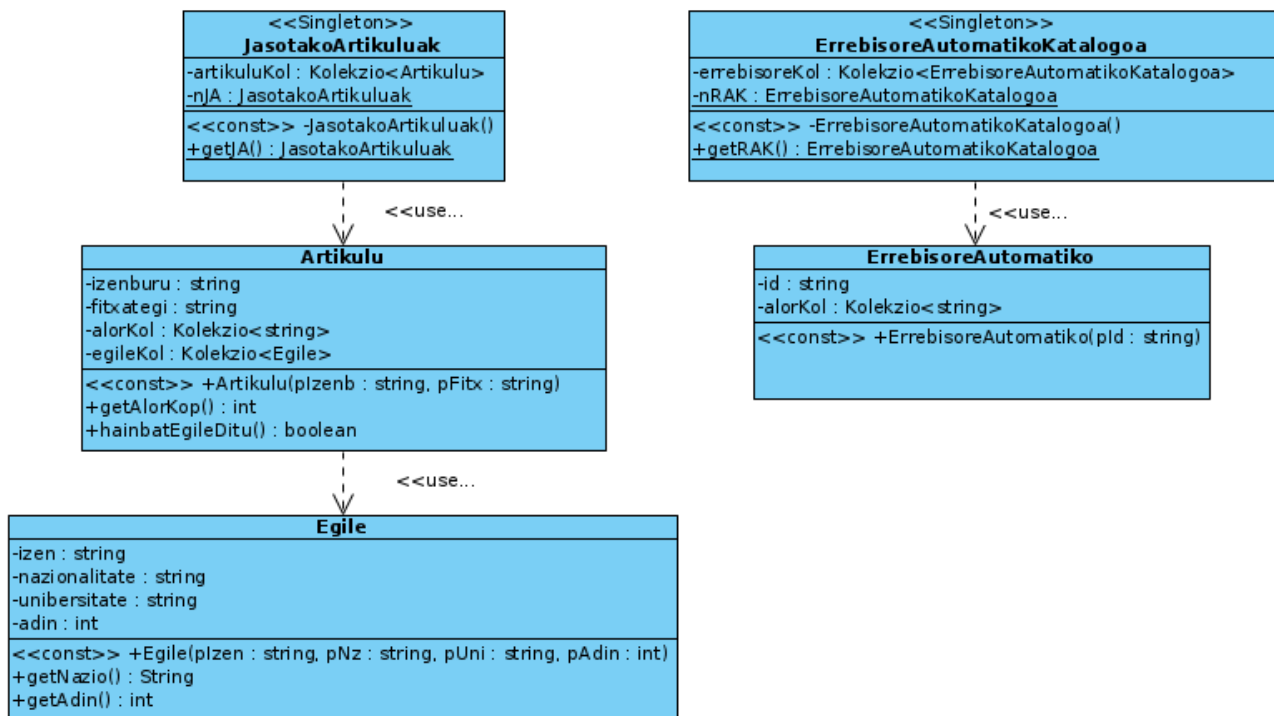 <<Singleton>>
JasotakoArtikuluak
-artikuluKol : Kolekzio<Artikulu>
-nJA : JasotakoArtikuluak
<<const>> -JasotakoArtikuluak()
+getJA() : JasotakoArtikuluak
<<use...
Artikulu
-izenburu : string
-fitxategi : string
-alorKol : Kolekzio<string>
-egileKol : Kolekzio<Egile>
<<const>> +Artikulu(pIzenb : string, pFitx : string)
+getAlorKop() : int
+hainbatEgileDitu() : boolean
<<use...
Egile
-izen : string
-nazionalitate : string
-unibersitate : string
-adin : int
<<const>> +Egile(pIzen : string, pNz : string, pUni : string, pAdin : int)
+getNazio() : String
+getAdin() : int
<<Singleton>>
ErrebisoreAutomatikoKatalogoa
-errebisoreKol : Kolekzio<ErrebisoreAutomatikoKatalogoa>
-nRAK : ErrebisoreAutomatikoKatalogoa
<<const>> -ErrebisoreAutomatikoKatalogoa()
+getRAK() : ErrebisoreAutomatikoKatalogoa
<<use...
ErrebisoreAutomatiko
-id : string
-alorKol : Kolekzio<string>
<<const>> +ErrebisoreAutomatiko(pId : string)